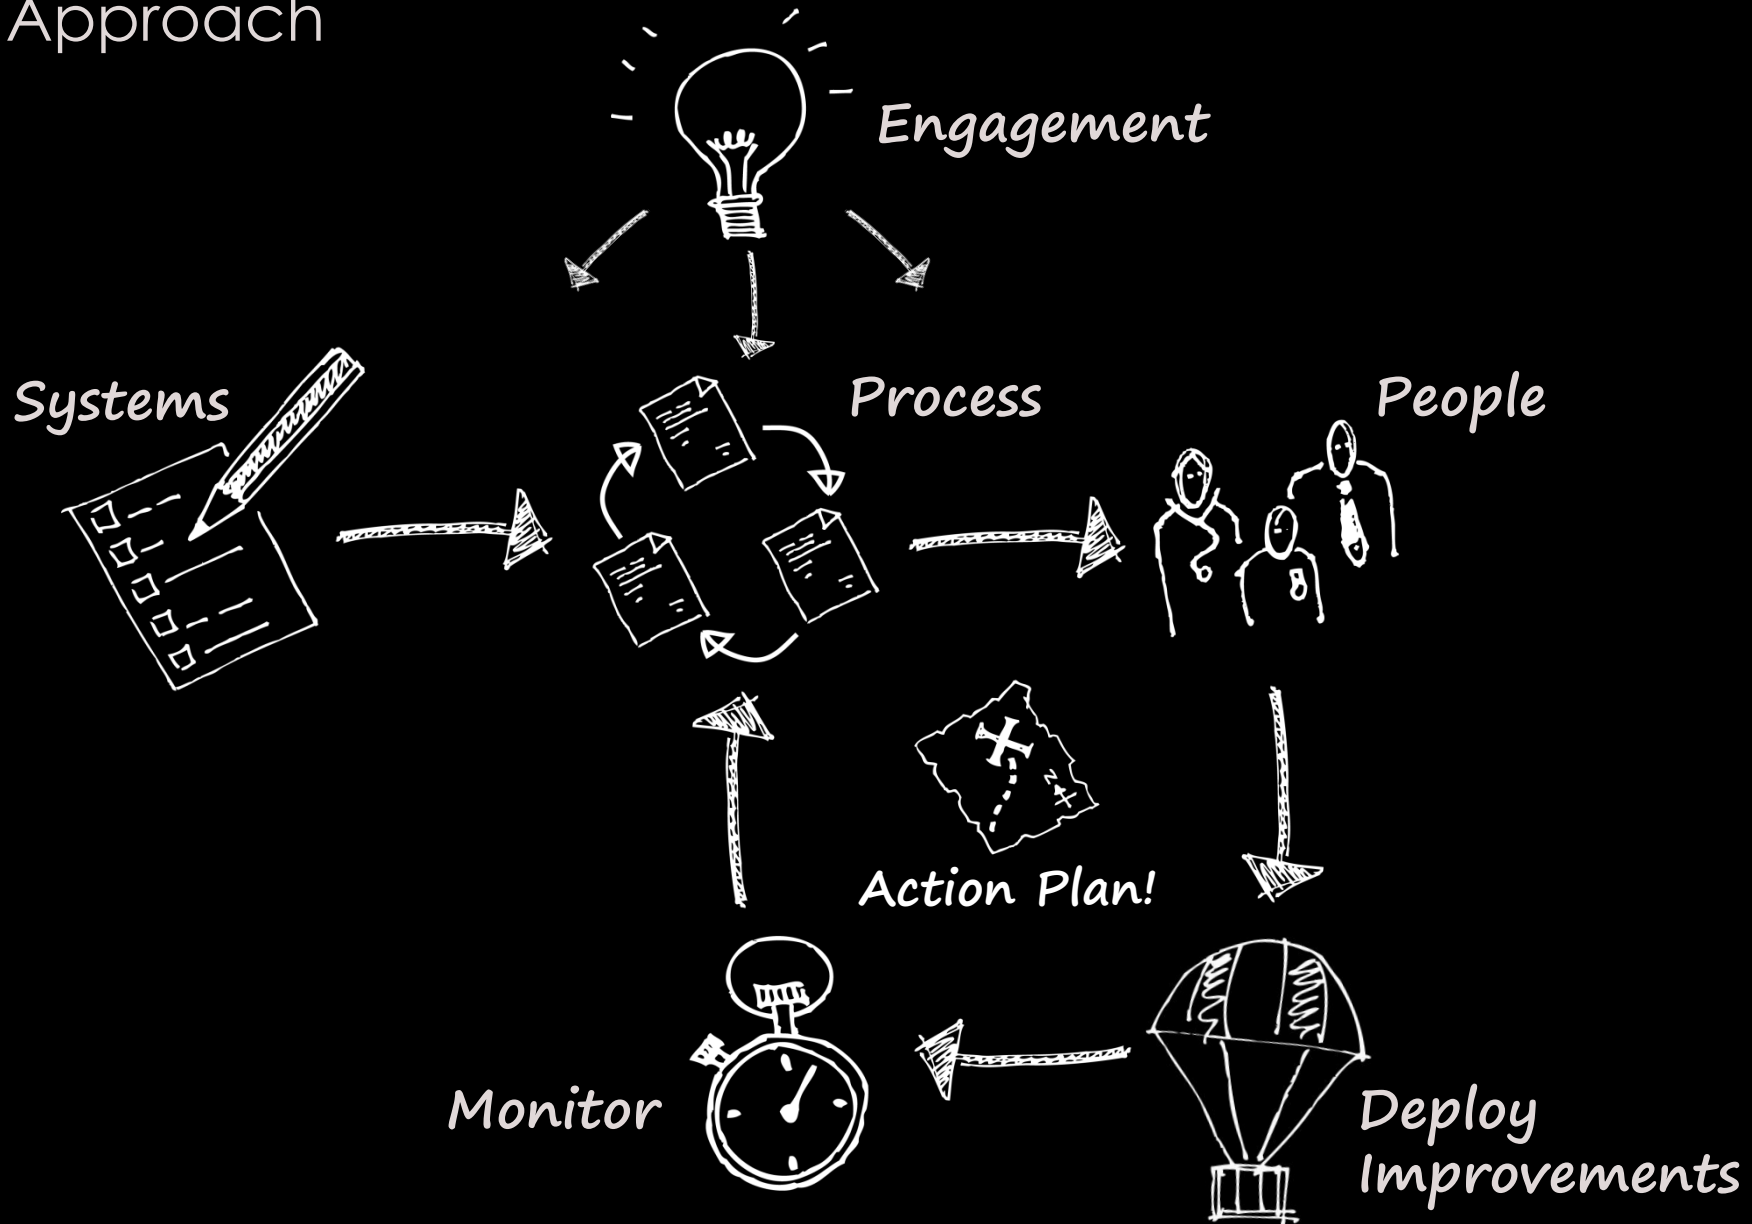 Approach
Engagement
Systems
Process
People
N
Action Plan!
Monitor
Deploy
Improvements